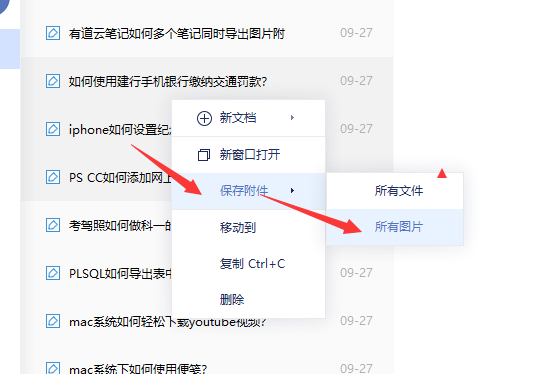 有道云笔记如何多个笔记同时导出图片附 09-27
如何使用建行手机银行缴纳交通罚款? 09-27
iphone如何设置纪 09-27
PS CC如何添加网上
考驾照如何做科一的
PLSQL如何导出表中 09-27
mac系统如何轻松下载youtube视频? 09-27
mac系统下如何使用便笔? 09-27
新文档
新窗口打开
保存附件
移动到
复制 Ctrl+C
删除
所有文件
所有图片